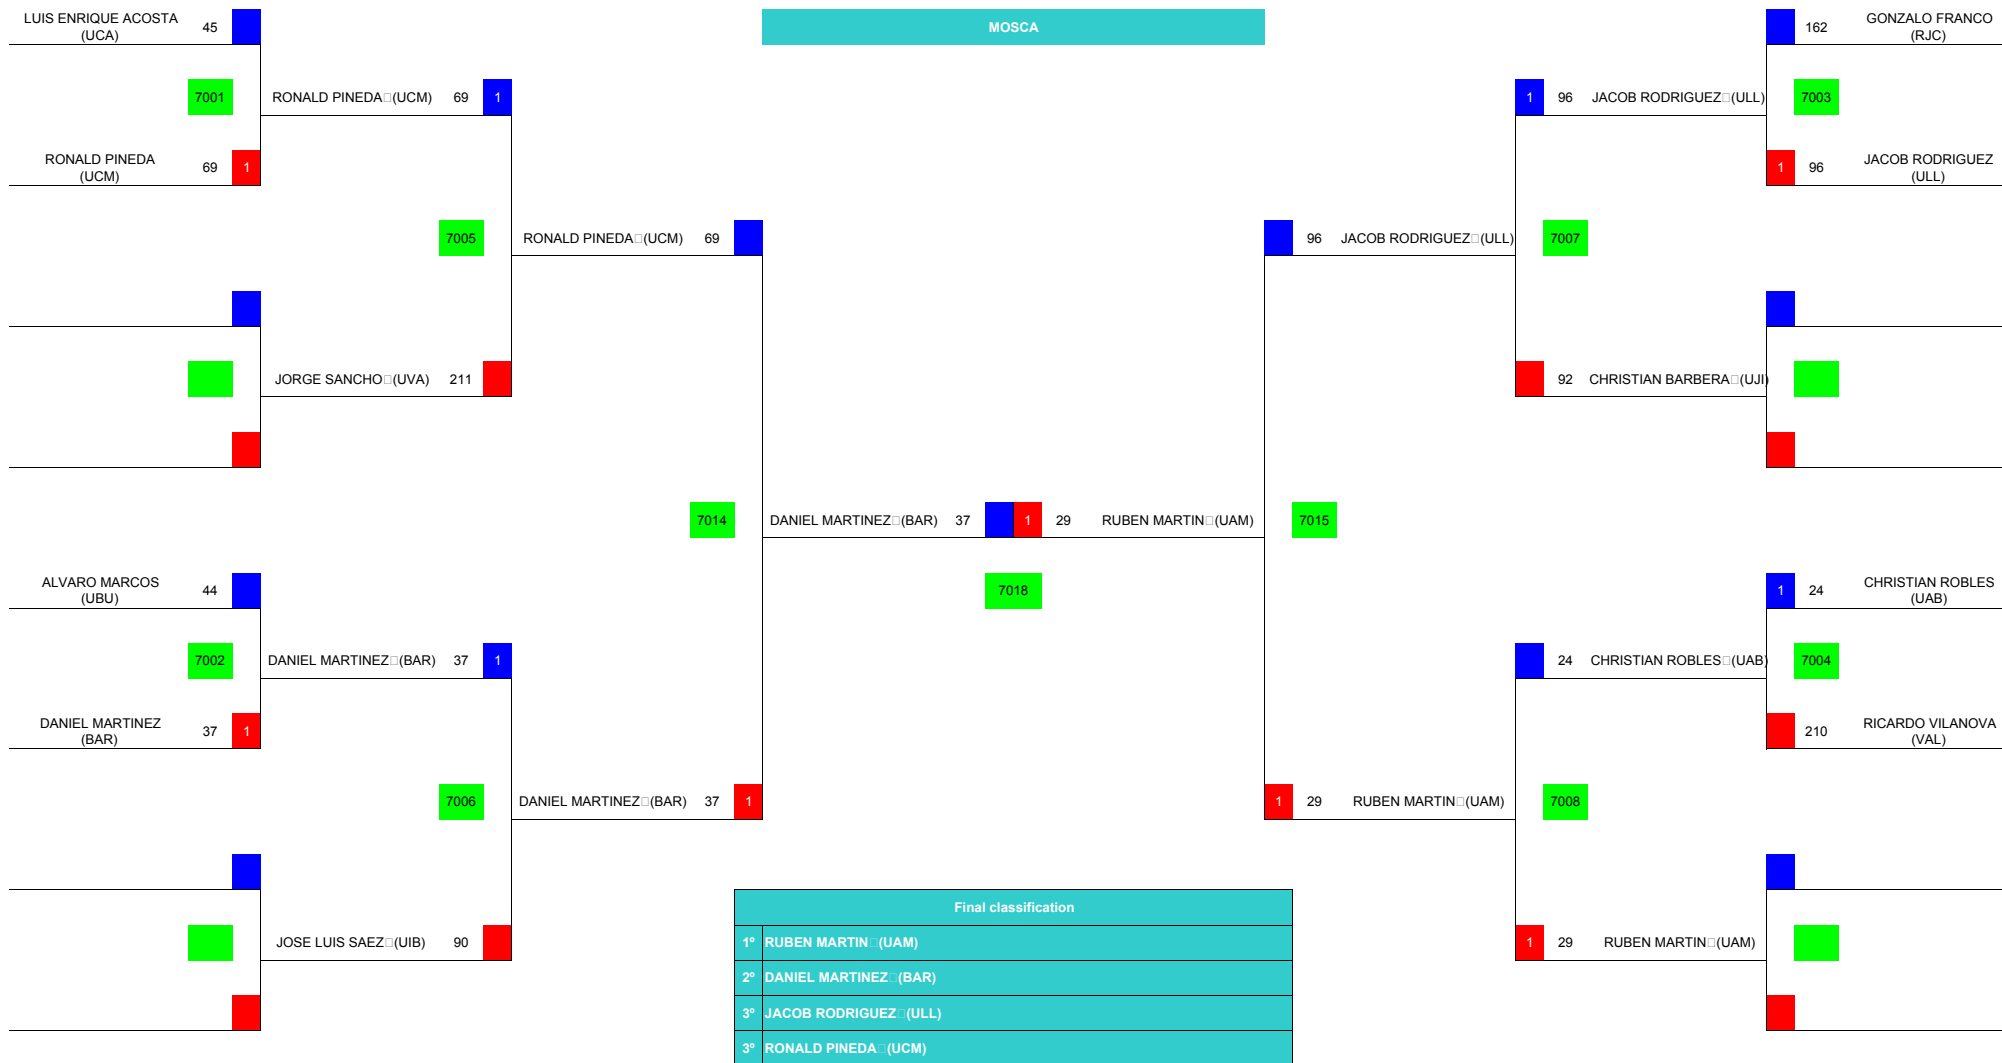 LUIS ENRIQUE ACOSTA
(UCA)
45
MOSCA
162
GONZALO FRANCO
(RJC)
7001
RONALD PINEDA (UCM) 69 1
1 96 JACOB RODRIGUEZ (ULL)
7003
RONALD PINEDA
(UCM)
69 1
1 96
JACOB RODRIGUEZ
(ULL)
7005
RONALD PINEDA (UCM) 69
96 JACOB RODRIGUEZ (ULL)
7007
JORGE SANCHO (UVA) 211
92 CHRISTIAN BARBERA (UJI)
7014
DANIEL MARTINEZ (BAR) 37
1 29 RUBEN MARTIN (UAM)
7015
7018
ALVARO MARCOS
(UBU)
44
1 24
CHRISTIAN ROBLES
(UAB)
7002
DANIEL MARTINEZ (BAR) 37 1
24 CHRISTIAN ROBLES (UAB)
7004
DANIEL MARTINEZ
(BAR)
37 1
210
RICARDO VILANOVA
(VAL)
7006
DANIEL MARTINEZ (BAR) 37 1
1 29 RUBEN MARTIN (UAM)
7008
JOSE LUIS SAEZ (UIB) 90
1 29 RUBEN MARTIN (UAM)
Final classification
1º RUBEN MARTIN (UAM)
2º DANIEL MARTINEZ (BAR)
3º JACOB RODRIGUEZ (ULL)
3º RONALD PINEDA (UCM)